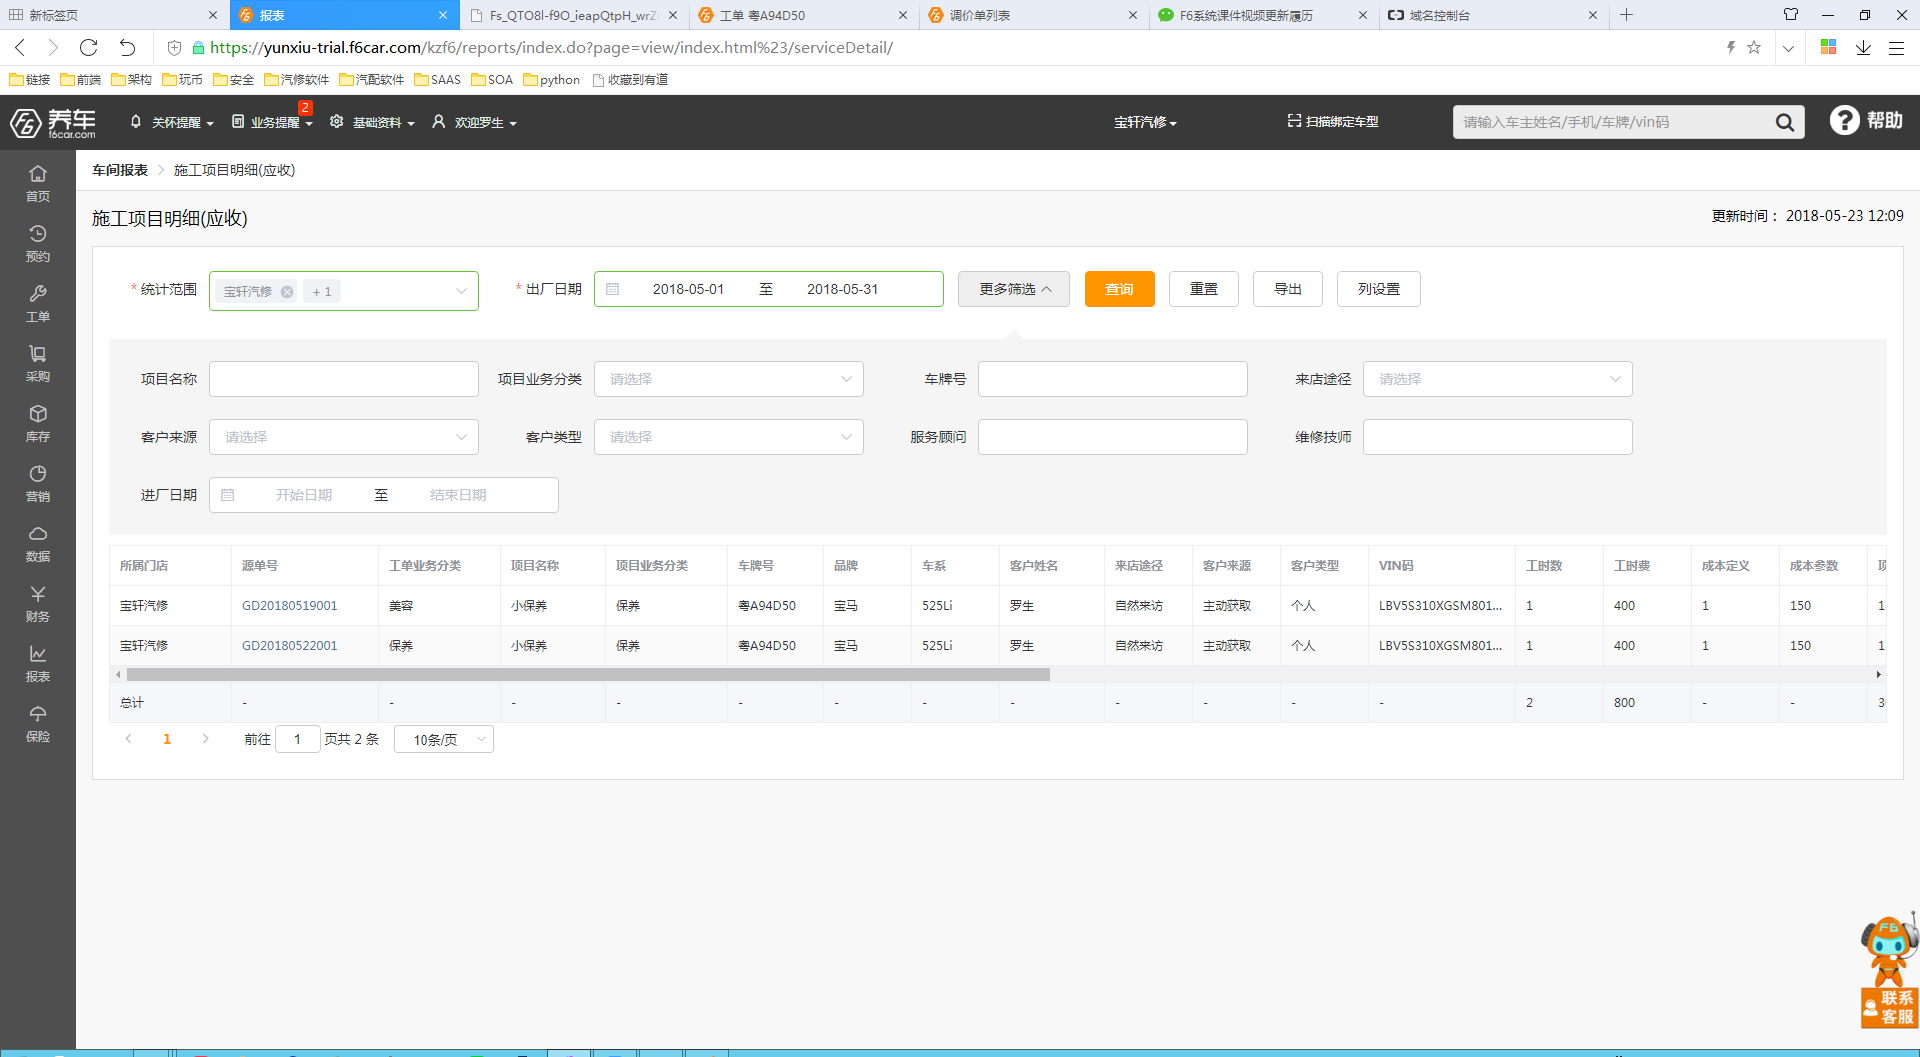 新标签页
报表
Fs_QTO8l-f9O_ieapQtpH_wrZ
工单 粤A94D50
调价单列表
F6系统课件视频更新履历
域名控制台
https://yunxiu-trial.f6car.com/kzf6/reports/index.do?page=view/index.html%23/serviceDetail/
链接 前端 架构 玩币 安全 汽修软件 汽配软件 SAAS SOA python 收藏到有道
养车 f6car.com
关怀提醒 业务提醒 2 基础资料 欢迎罗生 宝轩汽修 扫描绑定车型 请输入车主姓名/手机/车牌/vin码 帮助
首页
预约
工单
采购
库存
营销
数据
财务
报表
保险
车间报表 施工项目明细(应收)
施工项目明细(应收) 更新时间： 2018-05-23 12:09
* 统计范围 宝轩汽修 + 1 * 出厂日期 2018-05-01 至 2018-05-31 更多筛选 查询 重置 导出 列设置
项目名称 项目业务分类 请选择 车牌号 来店途径 请选择
客户来源 请选择 客户类型 请选择 服务顾问 维修技师
进厂日期 开始日期 至 结束日期
所属门店 源单号 工单业务分类 项目名称 项目业务分类 车牌号 品牌 车系 客户姓名 来店途径 客户来源 客户类型 VIN码 工时数 工时费 成本定义 成本参数
宝轩汽修 GD20180519001 美容 小保养 保养 粤A94D50 宝马 525Li 罗生 自然来访 主动获取 个人 LBV5S310XGSM801... 1 400 1 150 1
宝轩汽修 GD20180522001 保养 小保养 保养 粤A94D50 宝马 525Li 罗生 自然来访 主动获取 个人 LBV5S310XGSM801... 1 400 1 150 1
总计 - - - - - - - - - - - - 2 800 - - 3
1 前往 1 页共 2 条 10条/页
F6
联系
客服